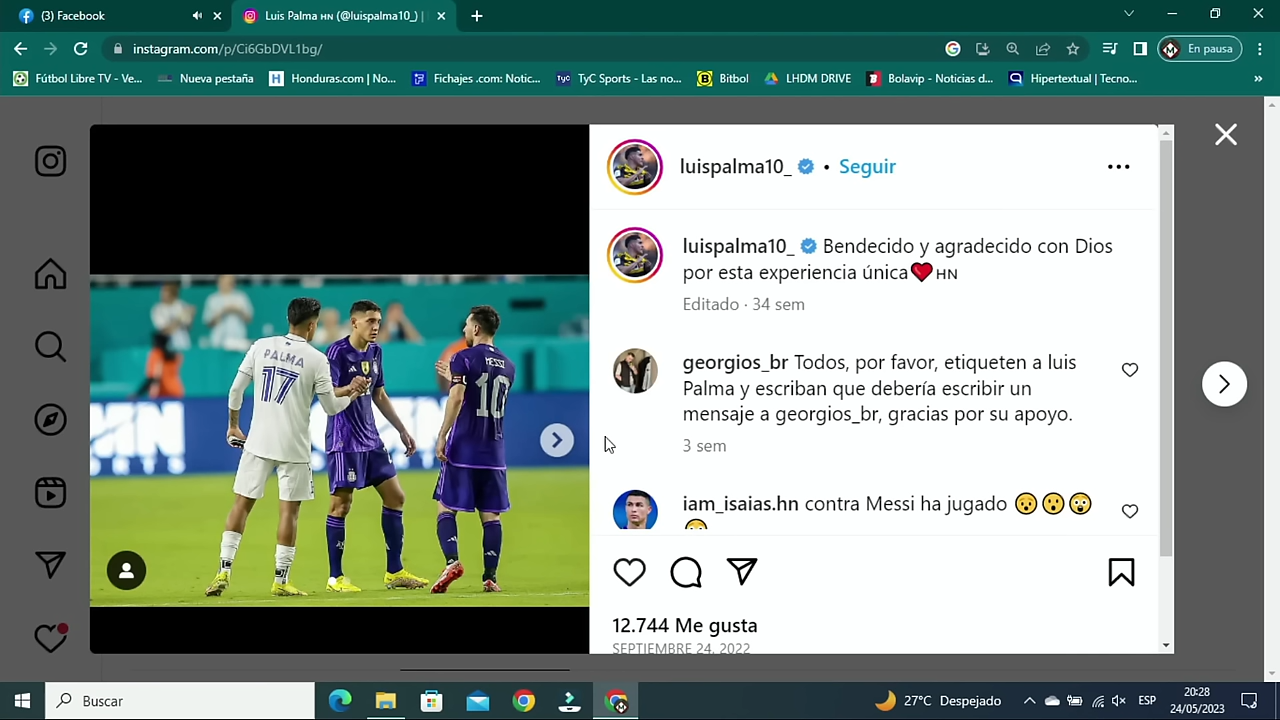 (3) Facebook
Luis Palma HN (@luispalma10_) |
instagram.com/p/Ci6GbDVL1bg/
En pausa
Fútbol Libre TV - Ve...
Nueva pestaña
Honduras.com | No...
Fichajes .com: Notic...
TyC Sports - Las no...
Bitbol
LHDM DRIVE
Bolavip - Noticias d...
Hipertextual | Tecno...
»
luispalma10_ • Seguir
luispalma10_ Bendecido y agradecido con Dios
por esta experiencia única❤️HN
Editado · 34 sem
georgios_br Todos, por favor, etiqueten a luis
Palma y escriban que debería escribir un
mensaje a georgios_br, gracias por su apoyo.
3 sem
iam_isaias.hn contra Messi ha jugado 😧😮😲
PALMA
17
MESSI
10
12.744 Me gusta
SEPTIEMBRE 24, 2022
Buscar
27°C Despejado
ESP
20:28
24/05/2023